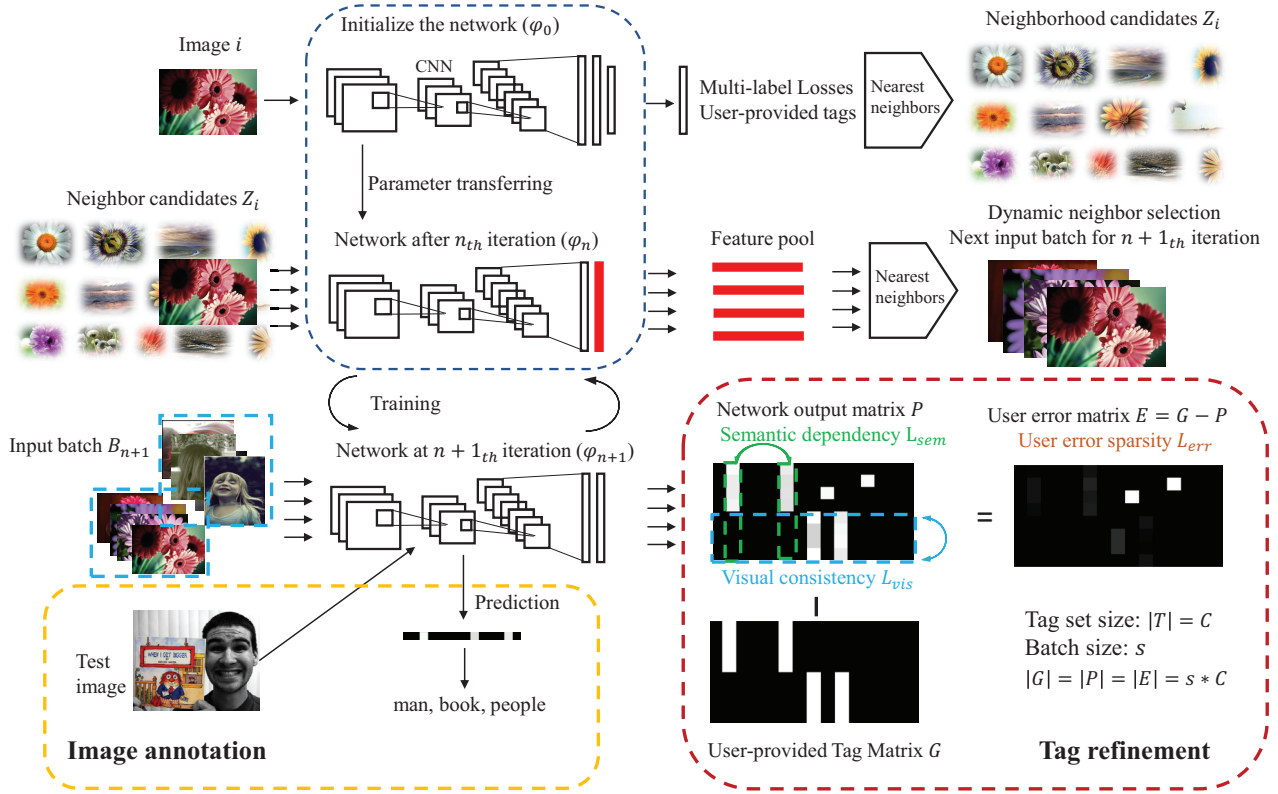 Initialize the network (φ₀)
Image i
CNN
Multi-label Losses
User-provided tags
Nearest
neighbors
Neighborhood candidates Zᵢ
Parameter transferring
Neighbor candidates Zᵢ
Network after nₜₕ iteration (φₙ)
Feature pool
Nearest
neighbors
Dynamic neighbor selection
Next input batch for n + 1ₜₕ iteration
Training
Input batch Bₙ₊₁
Network at n + 1ₜₕ iteration (φₙ₊₁)
Network output matrix P
Semantic dependency Lₛₑₘ
User error matrix E = G − P
User error sparsity Lₑᵣᵣ
=
Visual consistency Lᵥᵢₛ
Prediction
Test
image
WHEN I GET BIGGER
man, book, people
Image annotation
Tag set size: |T| = C
Batch size: s
|G| = |P| = |E| = s * C
User-provided Tag Matrix G
Tag refinement